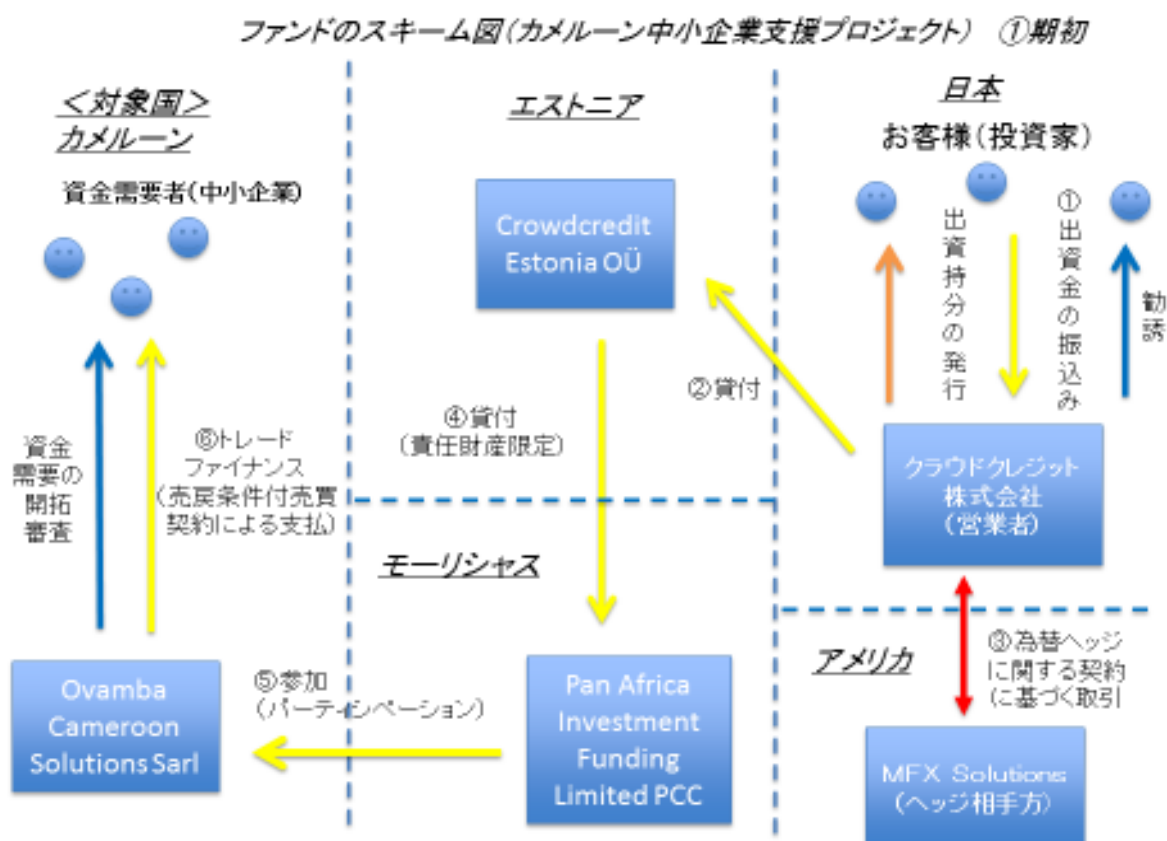 ファンドのスキーム図(カメルーン中小企業支援プロジェクト) ①期初
<対象国>
カメルーン
資金需要者(中小企業)
資金
需要の
開拓
審査
⑥トレード
ファイナンス
(売戻条件付売買
契約による支払)
Ovamba
Cameroon
Solutions Sarl
エストニア
Crowdcredit
Estonia OÜ
④貸付
(責任財産限定)
②貸付
モーリシャス
⑤参加
(パーティシペーション)
Pan Africa
Investment
Funding
Limited PCC
日本
お客様(投資家)
出資持分の発行
①出資金の振込み
勧誘
クラウドクレジット
株式会社
(営業者)
アメリカ
③為替ヘッジ
に関する契約
に基づく取引
MFX Solutions
(ヘッジ相手方)